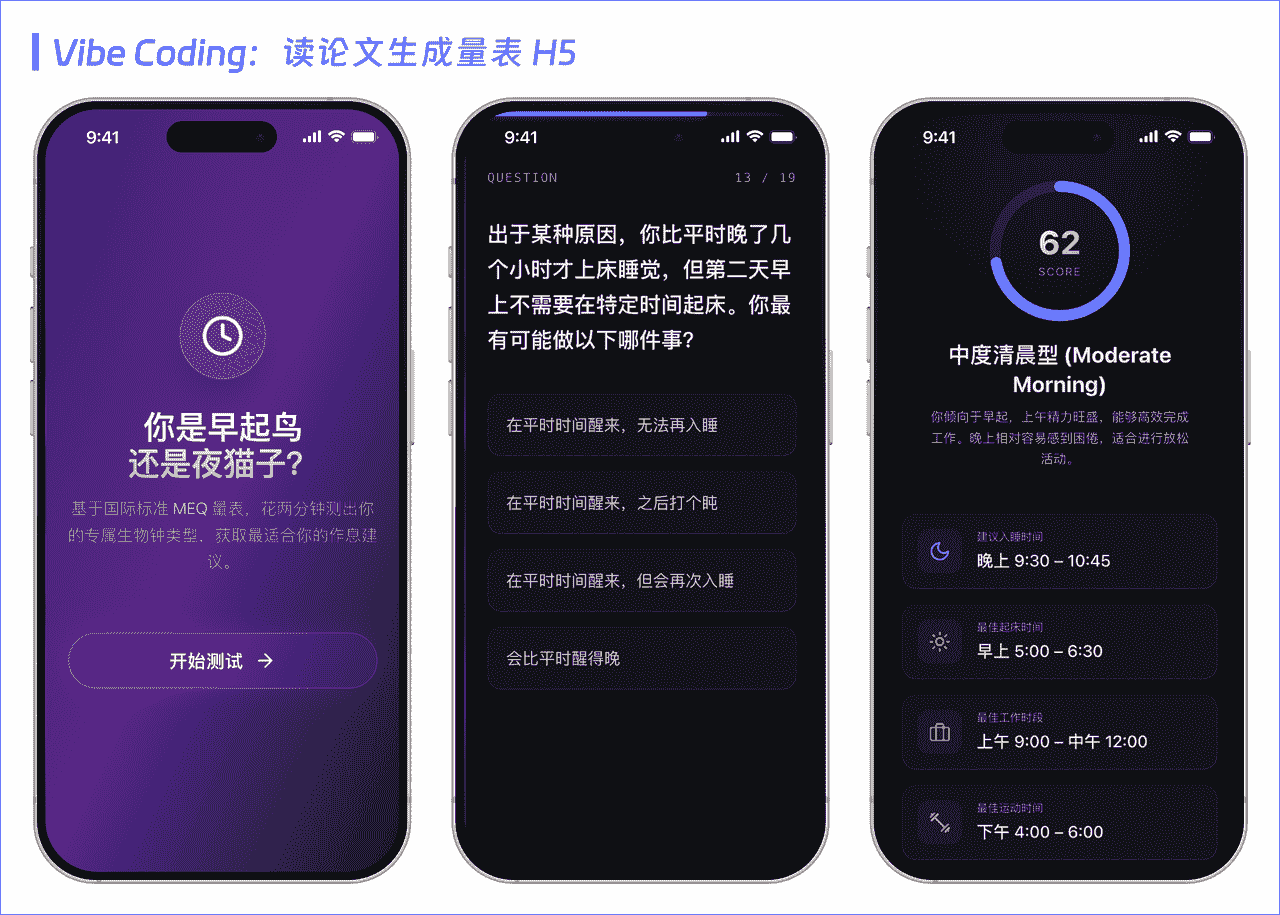 Vibe Coding: 读论文生成量表 H5
9:41
你是早起鸟
还是夜猫子?
基于国际标准 MEQ 量表，花两分钟测出你
的专属生物钟类型，获取最适合你的作息建
议。
开始测试 →
9:41
QUESTION 13 / 19
出于某种原因，你比平时晚了几
个小时才上床睡觉，但第二天早
上不需要在特定时间起床。你最
有可能做以下哪件事?
在平时时间醒来，无法再入睡
在平时时间醒来，之后打个盹
在平时时间醒来，但会再次入睡
会比平时醒得晚
9:41
62
SCORE
中度清晨型 (Moderate
Morning)
你倾向于早起，上午精力旺盛，能够高效完成
工作。晚上相对容易感到困倦，适合进行放松
活动。
建议入睡时间
晚上 9:30 – 10:45
最佳起床时间
早上 5:00 – 6:30
最佳工作时段
上午 9:00 – 中午 12:00
最佳运动时间
下午 4:00 – 6:00